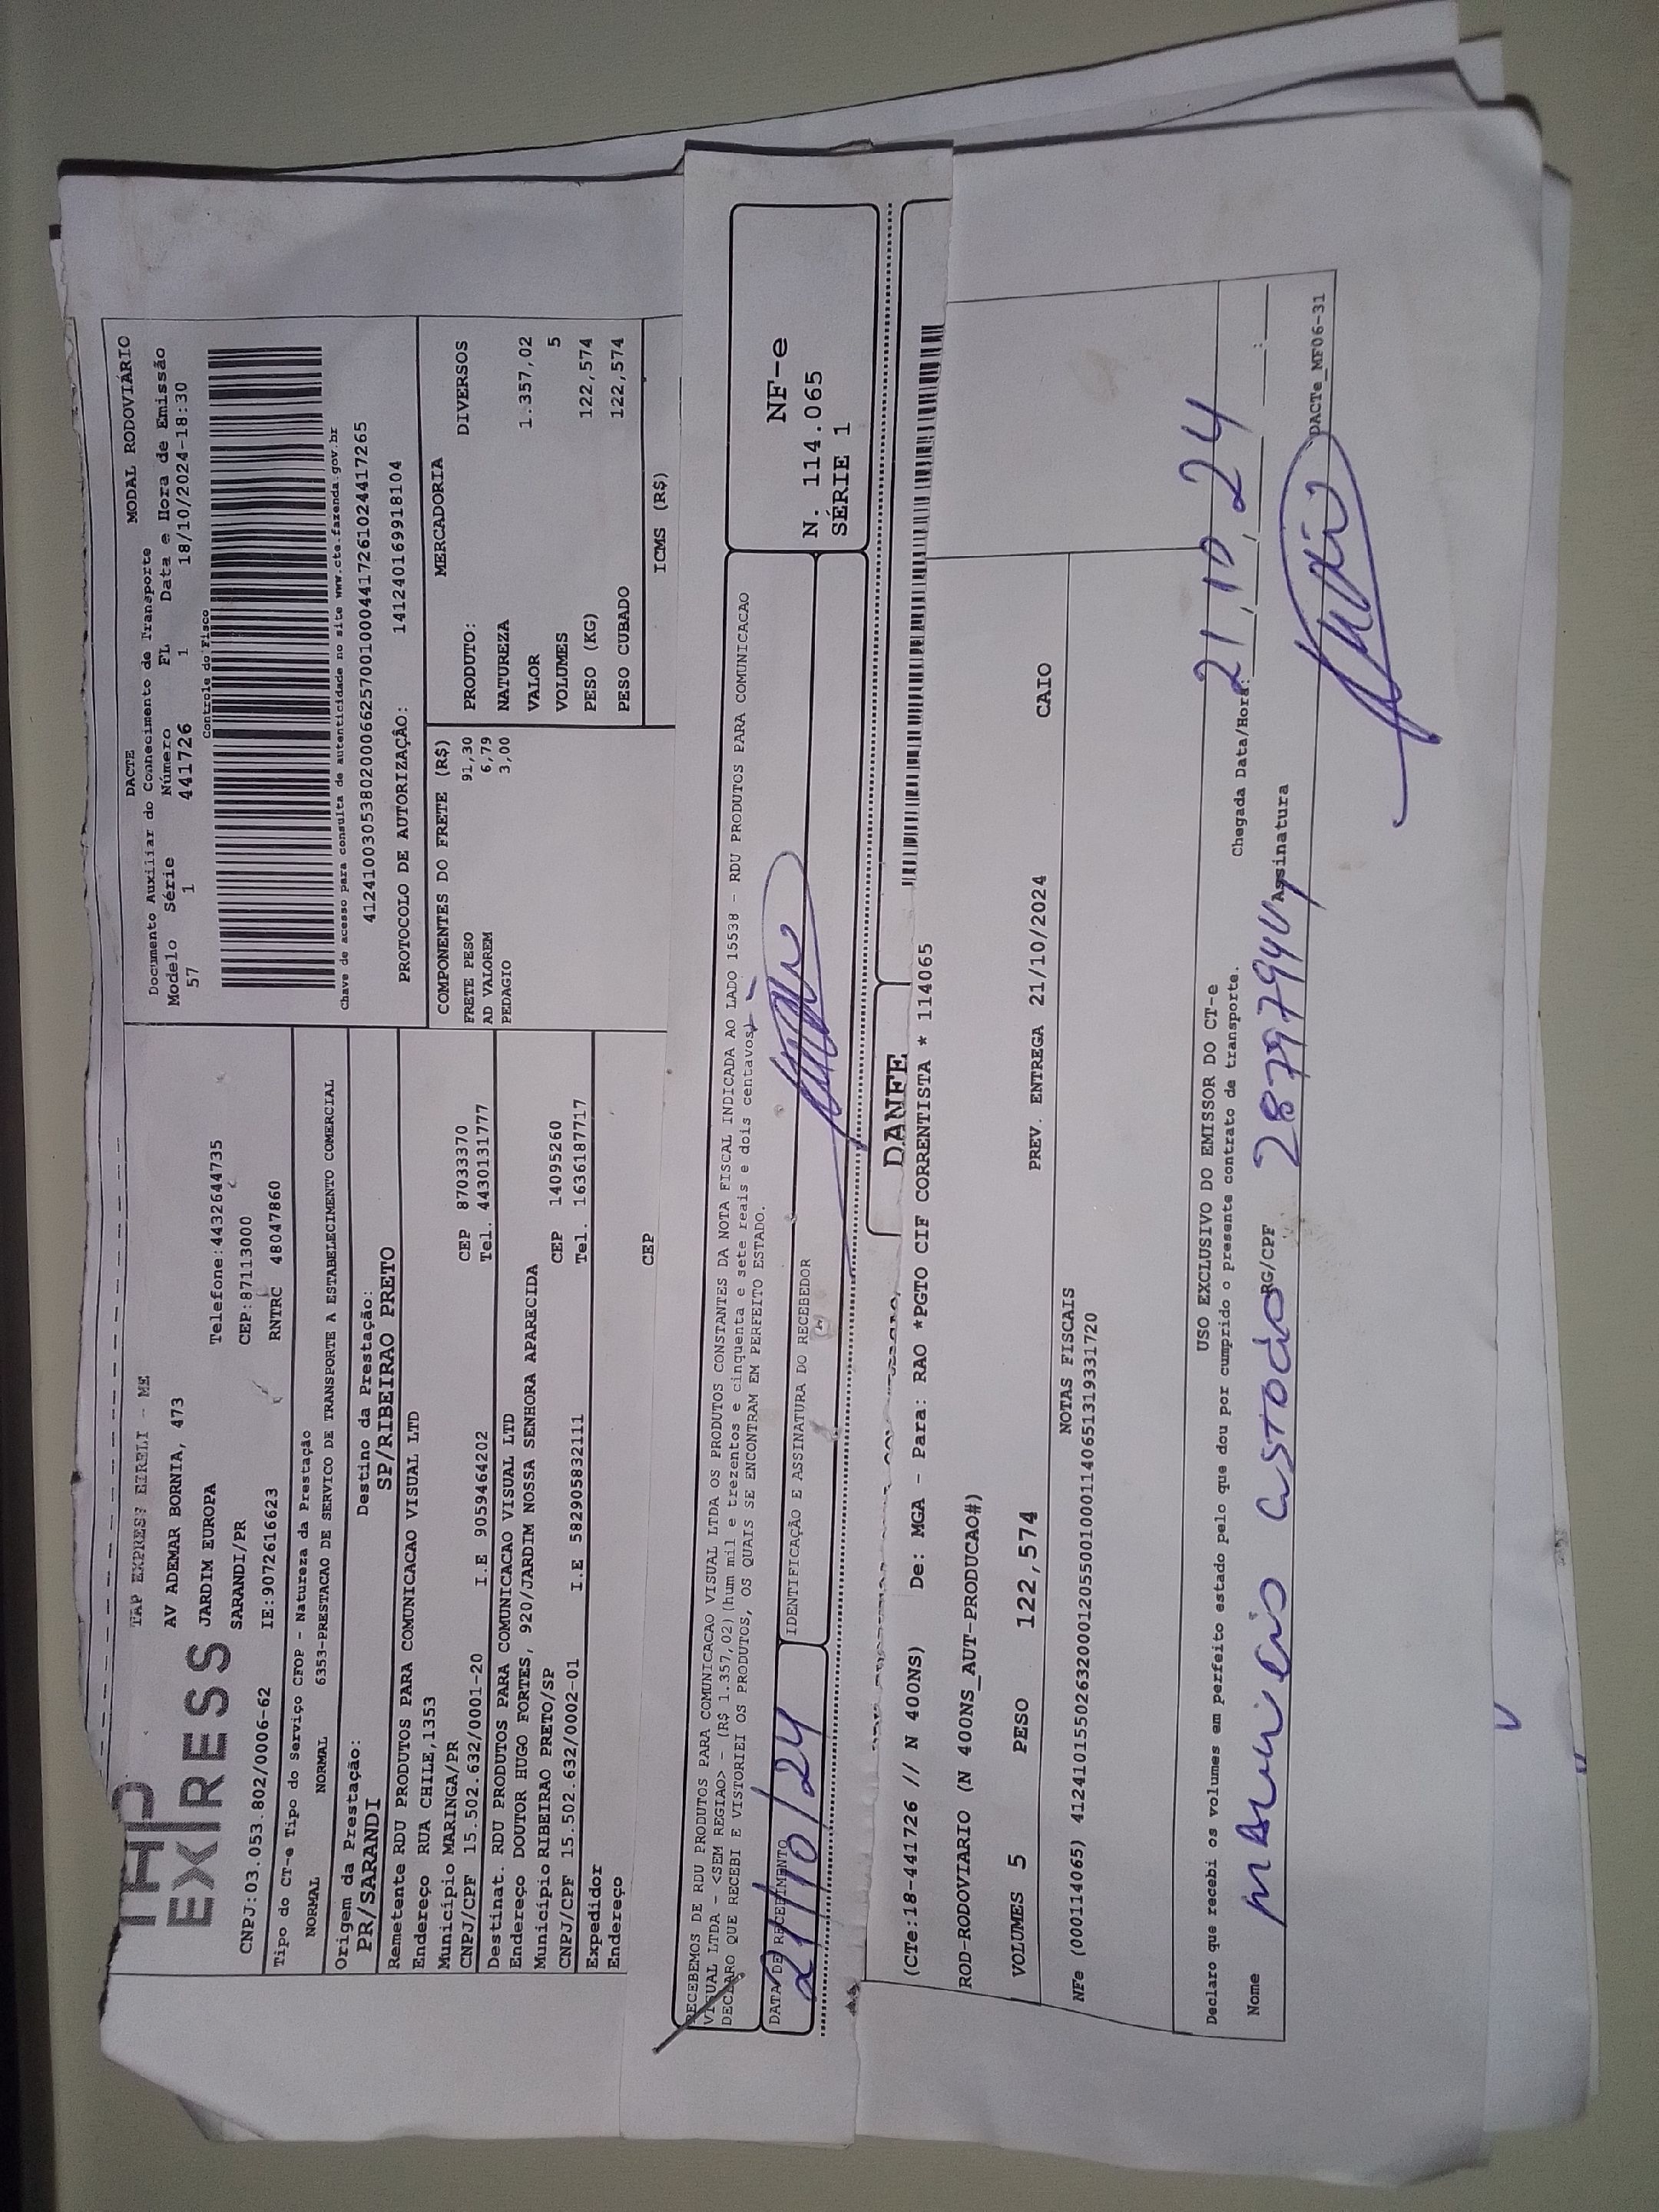 TAP EXPRESS EIRELI - ME
TAP
EXPRESS
AV ADEMAR BORNIA, 473
JARDIM EUROPA
Telefone:4432644735
SARANDI/PR
CEP:87113000
CNPJ:03.053.802/0006-62
IE:9072616623
RNTRC 48047860
DACTE
MODAL RODOVIÁRIO
Documento Auxiliar do Conhecimento de Transporte
Modelo Série Número FL Data e Hora de Emissão
57 1 441726 1 18/10/2024-18:30
Controle do Fisco
Chave de acesso para consulta de autenticidade no site www.cte.fazenda.gov.br
41241003053802000662570010004417261024417265
PROTOCOLO DE AUTORIZAÇÃO: 141240169918104
Tipo do CT-e Tipo do Serviço CFOP - Natureza da Prestação
NORMAL NORMAL 6353-PRESTACAO DE SERVICO DE TRANSPORTE A ESTABELECIMENTO COMERCIAL
Origem da Prestação: Destino da Prestação:
PR/SARANDI SP/RIBEIRAO PRETO
Remetente RDU PRODUTOS PARA COMUNICACAO VISUAL LTD
Endereço RUA CHILE,1353
Município MARINGA/PR CEP 87033370
CNPJ/CPF 15.502.632/0001-20 I.E 9059464202 Tel. 443013177
Destinat. RDU PRODUTOS PARA COMUNICACAO VISUAL LTD
Endereço DOUTOR HUGO FORTES, 920/JARDIM NOSSA SENHORA APARECIDA
Município RIBEIRAO PRETO/SP CEP 14095260
CNPJ/CPF 15.502.632/0002-01 I.E 582905832111 Tel. 1636187717
Expedidor
Endereço CEP
COMPONENTES DO FRETE (R$)
FRETE PESO 91,30
AD VALOREM 6,79
PEDAGIO 3,00
MERCADORIA
PRODUTO: DIVERSOS
NATUREZA
VALOR 1.357,02
VOLUMES 5
PESO (KG) 122,574
PESO CUBADO 122,574
ICMS (R$)
RECEBEMOS DE RDU PRODUTOS PARA COMUNICACAO VISUAL LTDA OS PRODUTOS CONSTANTES DA NOTA FISCAL INDICADA AO LADO 15538 - RDU PRODUTOS PARA COMUNICACAO
VISUAL LTDA - <SEM REGIAO> - (R$ 1.357,02)(hum mil e trezentos e cinquenta e sete reais e dois centavos)
DECLARO QUE RECEBI E VISTORIEI OS PRODUTOS, OS QUAIS SE ENCONTRAM EM PERFEITO ESTADO.
DATA DE RECEBIMENTO
21/10/24
IDENTIFICAÇÃO E ASSINATURA DO RECEBEDOR
NF-e
N. 114.065
SÉRIE 1
DANFE
(CTe:18-441726 // N 400NS) De: MGA - Para: RAO *PGTO CIF CORRENTISTA * 114065
ROD-RODOVIARIO (N 400NS_AUT-PRODUCAO#)
VOLUMES 5 PESO 122,574 PREV. ENTREGA 21/10/2024 CAIO
NOTAS FISCAIS
NFe (000114065) 41241015502632000120550010001140651319331720
USO EXCLUSIVO DO EMISSOR DO CT-e
Declaro que recebi os volumes em perfeito estado pelo que dou por cumprido o presente contrato de transporte.
Chegada Data/Hora: 21, 10, 24
Nome RG/CPF Assinatura
DACTe_MF06-31